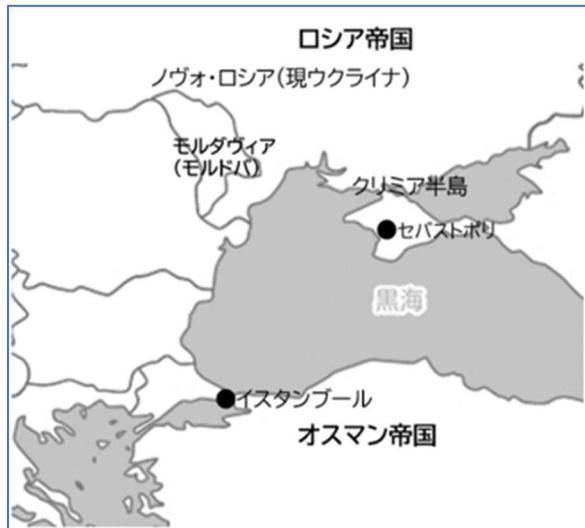 ロシア帝国
ノヴォ・ロシア(現ウクライナ)
モルダヴィア
(モルドバ)
クリミア半島
セバストポリ
黒海
イスタンブール
オスマン帝国